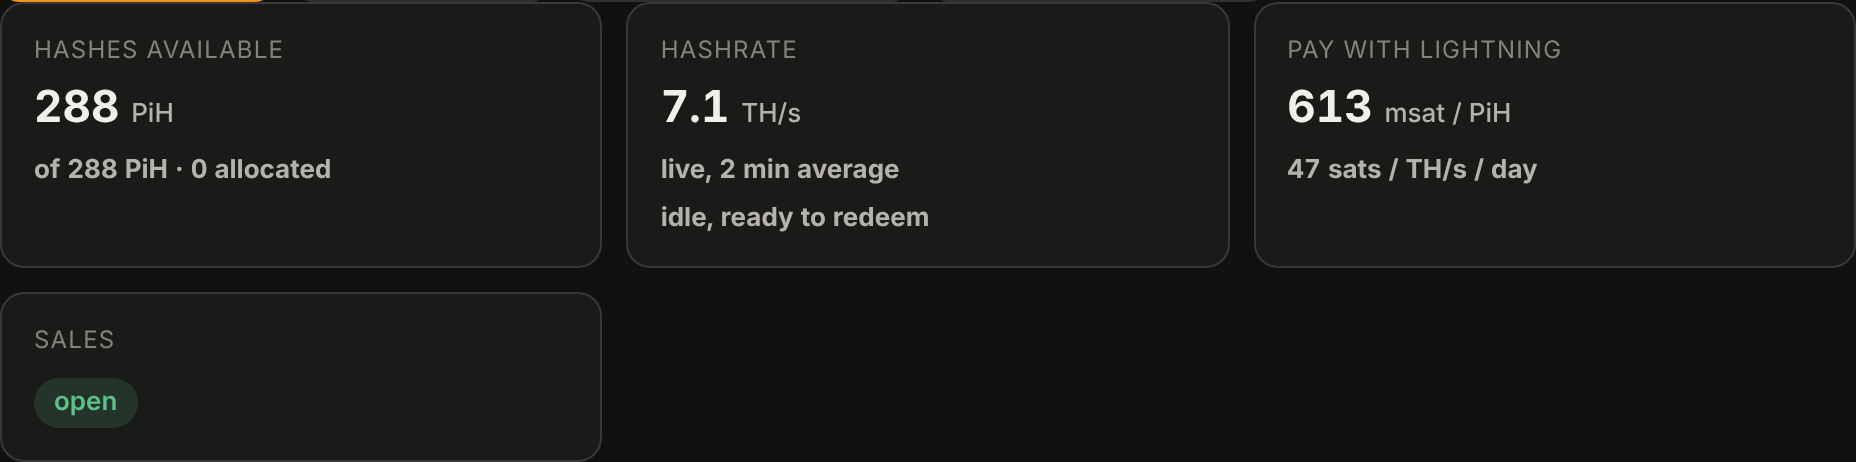 HASHES AVAILABLE
288 PiH
of 288 PiH · 0 allocated
HASHRATE
7.1 TH/s
live, 2 min average
idle, ready to redeem
PAY WITH LIGHTNING
613 msat / PiH
47 sats / TH/s / day
SALES
open